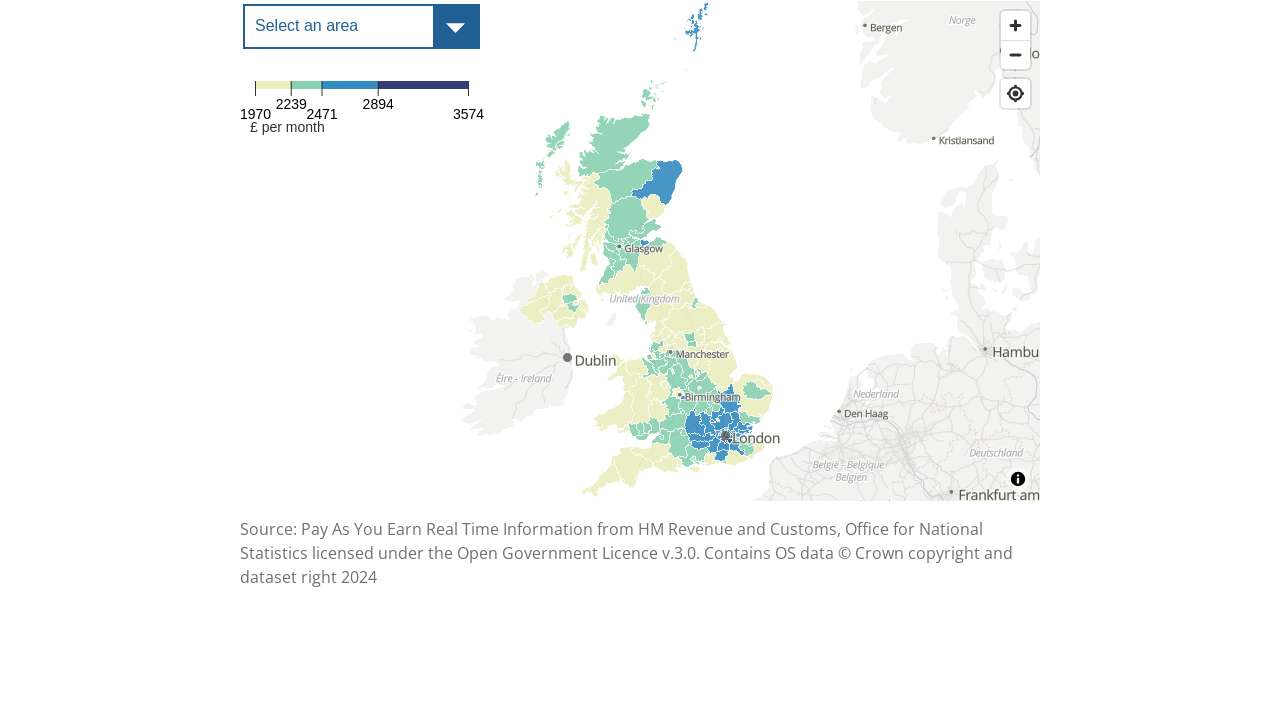 Select an area
1970
2239
2471
2894
3574
£ per month
Bergen
Norge
Kristiansand
Glasgow
United Kingdom
Manchester
Dublin
Éire - Ireland
Birmingham
London
Hambu
Nederland
Den Haag
Deutschland
België - Belgique
Belgien
Frankfurt am
Source: Pay As You Earn Real Time Information from HM Revenue and Customs, Office for National
Statistics licensed under the Open Government Licence v.3.0. Contains OS data © Crown copyright and
dataset right 2024